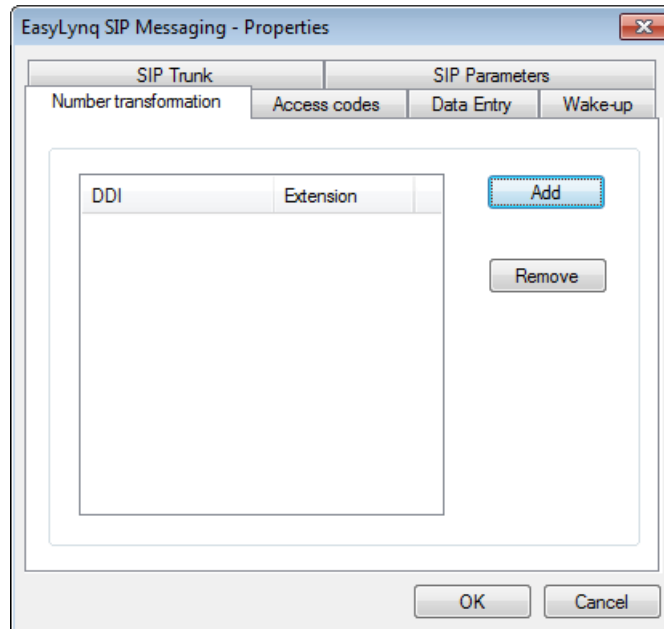 EasyLynq SIP Messaging - Properties
SIP Trunk SIP Parameters
Number transformation Access codes Data Entry Wake-up
DDI Extension
Add
Remove
OK Cancel